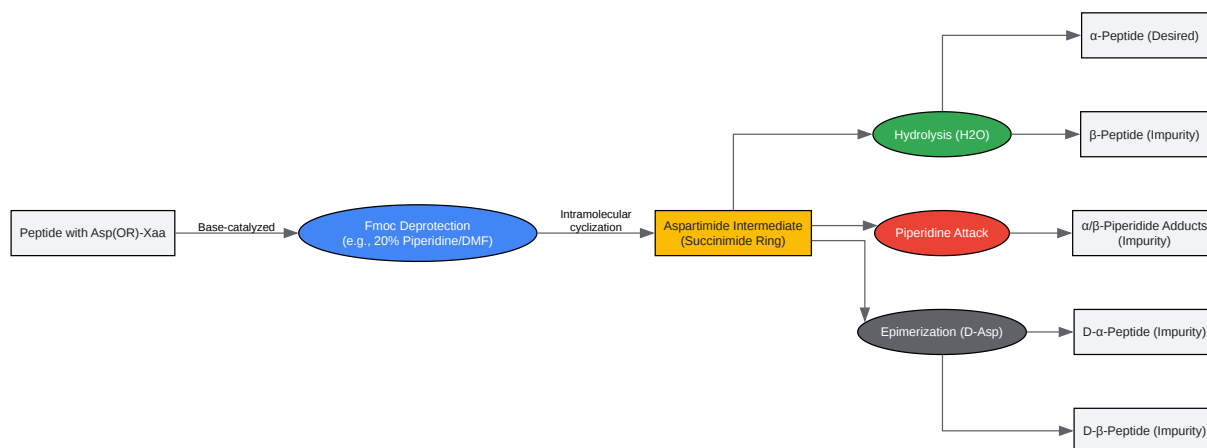 Peptide with Asp(OR)-Xaa
Base-catalyzed
Fmoc Deprotection
(e.g., 20% Piperidine/DMF)
Intramolecular
cyclization
Aspartimide Intermediate
(Succinimide Ring)
Hydrolysis (H2O)
α-Peptide (Desired)
β-Peptide (Impurity)
Piperidine Attack
α/β-Piperidide Adducts
(Impurity)
Epimerization (D-Asp)
D-α-Peptide (Impurity)
D-β-Peptide (Impurity)